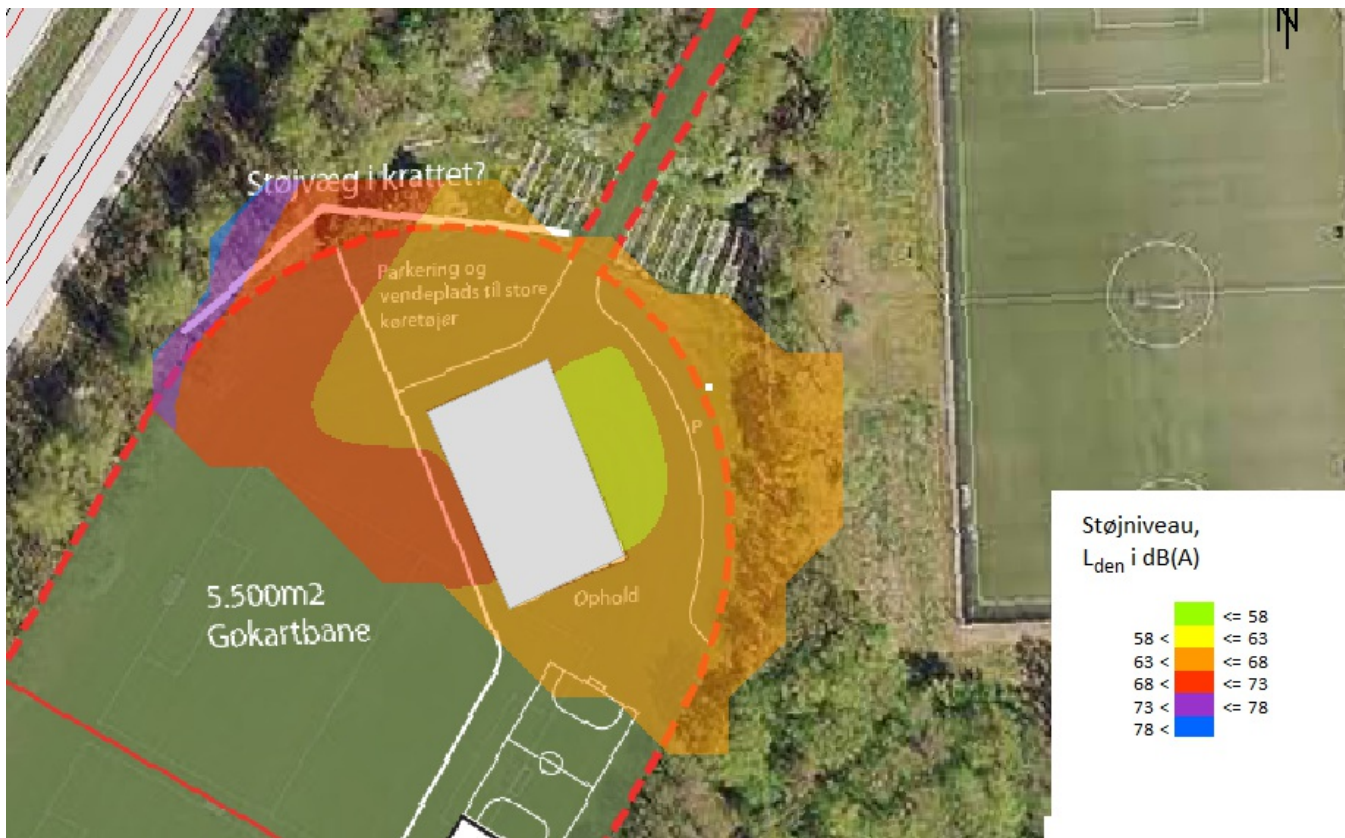 N
Støjvæg i krattet?
Parkering og
vendeplads til store
køretøjer
P
5.500m2
Gokartbane
Ophold
Støjniveau,
Lden i dB(A)
<= 58
58 < <= 63
63 < <= 68
68 < <= 73
73 < <= 78
78 <